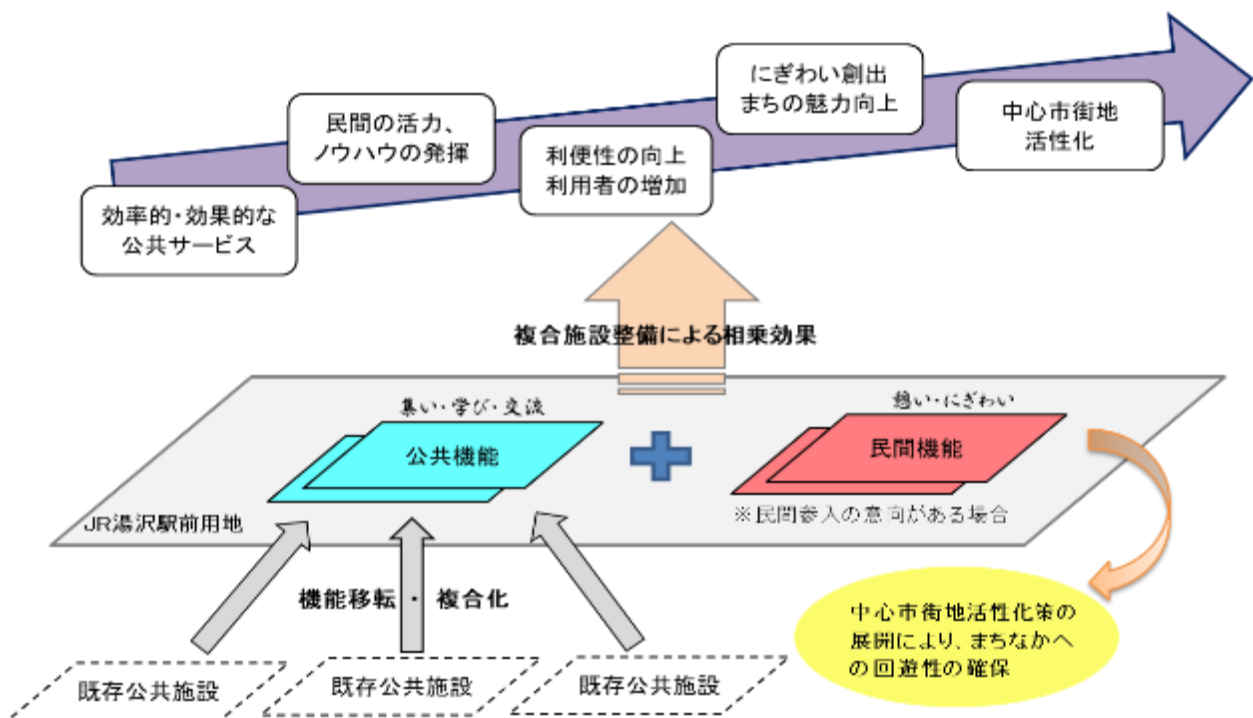 にぎわい創出
まちの魅力向上
中心市街地
活性化
民間の活力、
ノウハウの発揮
利便性の向上
利用者の増加
効率的・効果的な
公共サービス
複合施設整備による相乗効果
集い・学び・交流
憩い・にぎわい
公共機能
民間機能
※民間参入の意向がある場合
JR湯沢駅前用地
機能移転・複合化
中心市街地活性化策の
展開により、まちなかへ
の回遊性の確保
既存公共施設
既存公共施設
既存公共施設